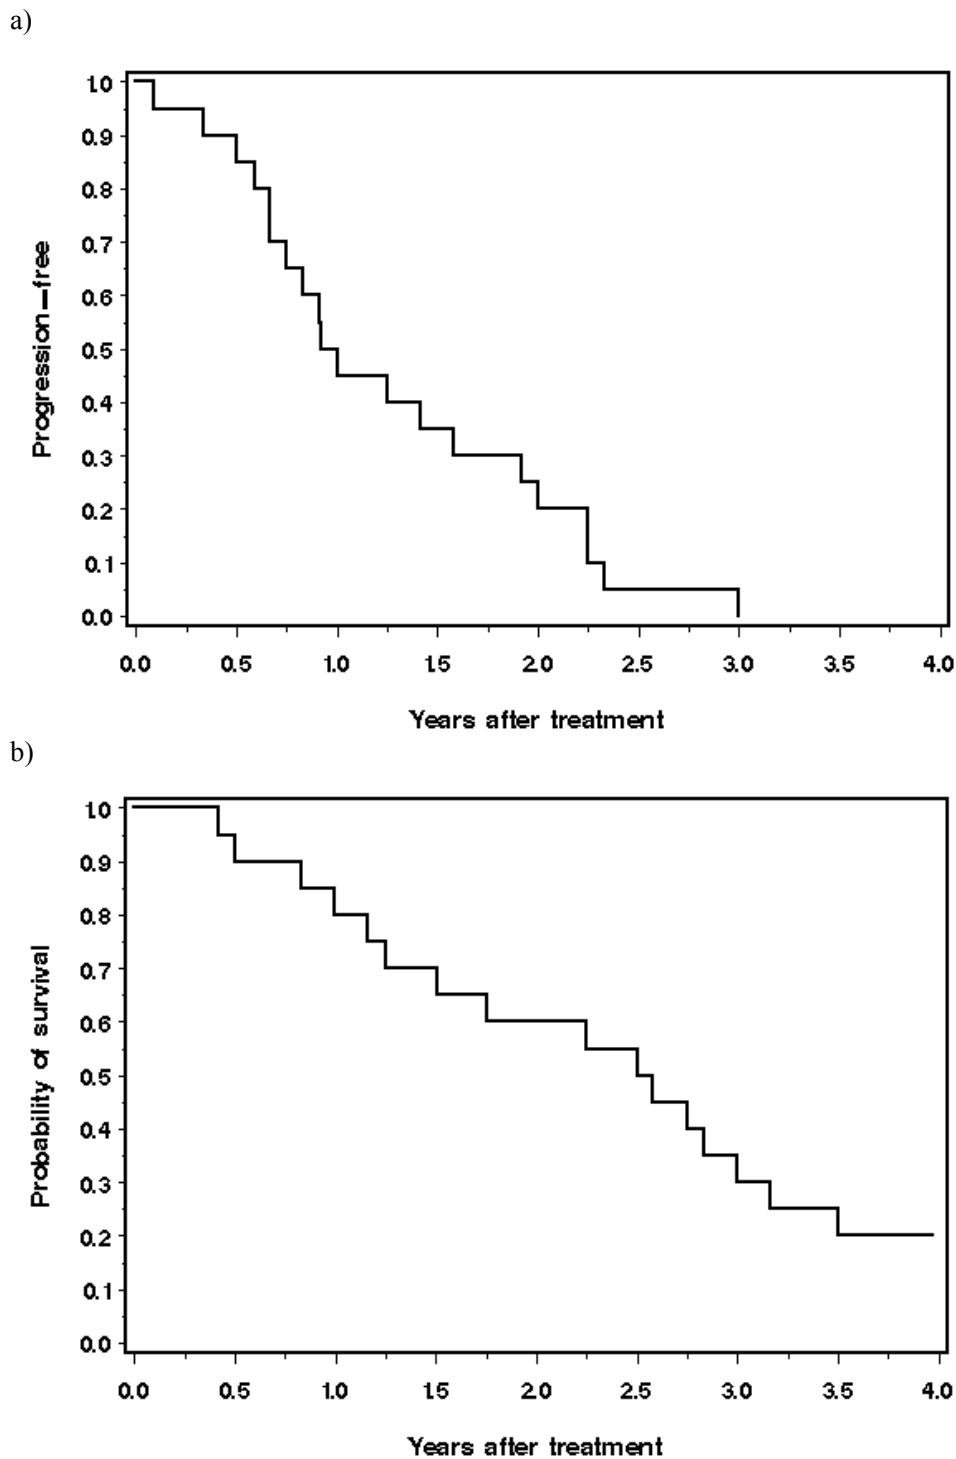 a)
1.0
0.9
0.8
0.7
0.6
0.5
0.4
0.3
0.2
0.1
0.0
Progression-free
0.0 0.5 1.0 1.5 2.0 2.5 3.0 3.5 4.0
Years after treatment
b)
1.0
0.9
0.8
0.7
0.6
0.5
0.4
0.3
0.2
0.1
0.0
Probability of survival
0.0 0.5 1.0 1.5 2.0 2.5 3.0 3.5 4.0
Years after treatment